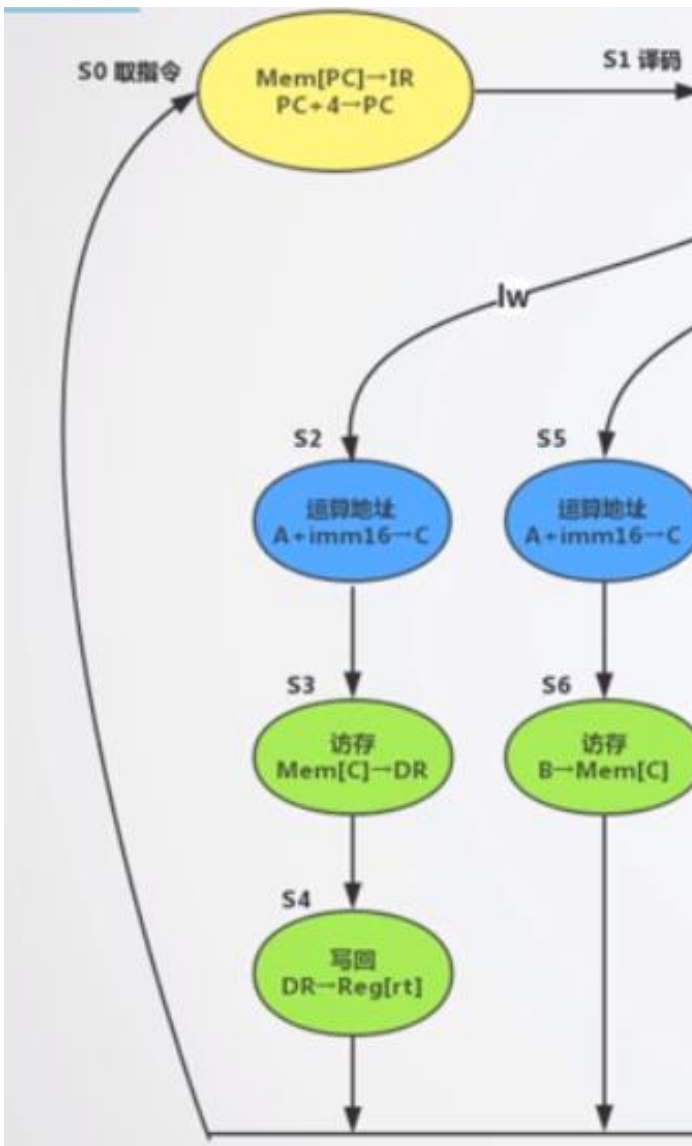 S0 取指令
Mem[PC]→IR
PC+4→PC
S1 译码
lw
S2
运算地址
A+imm16→C
S5
运算地址
A+imm16→C
S3
访存
Mem[C]→DR
S6
访存
B→Mem[C]
S4
写回
DR→Reg[rt]